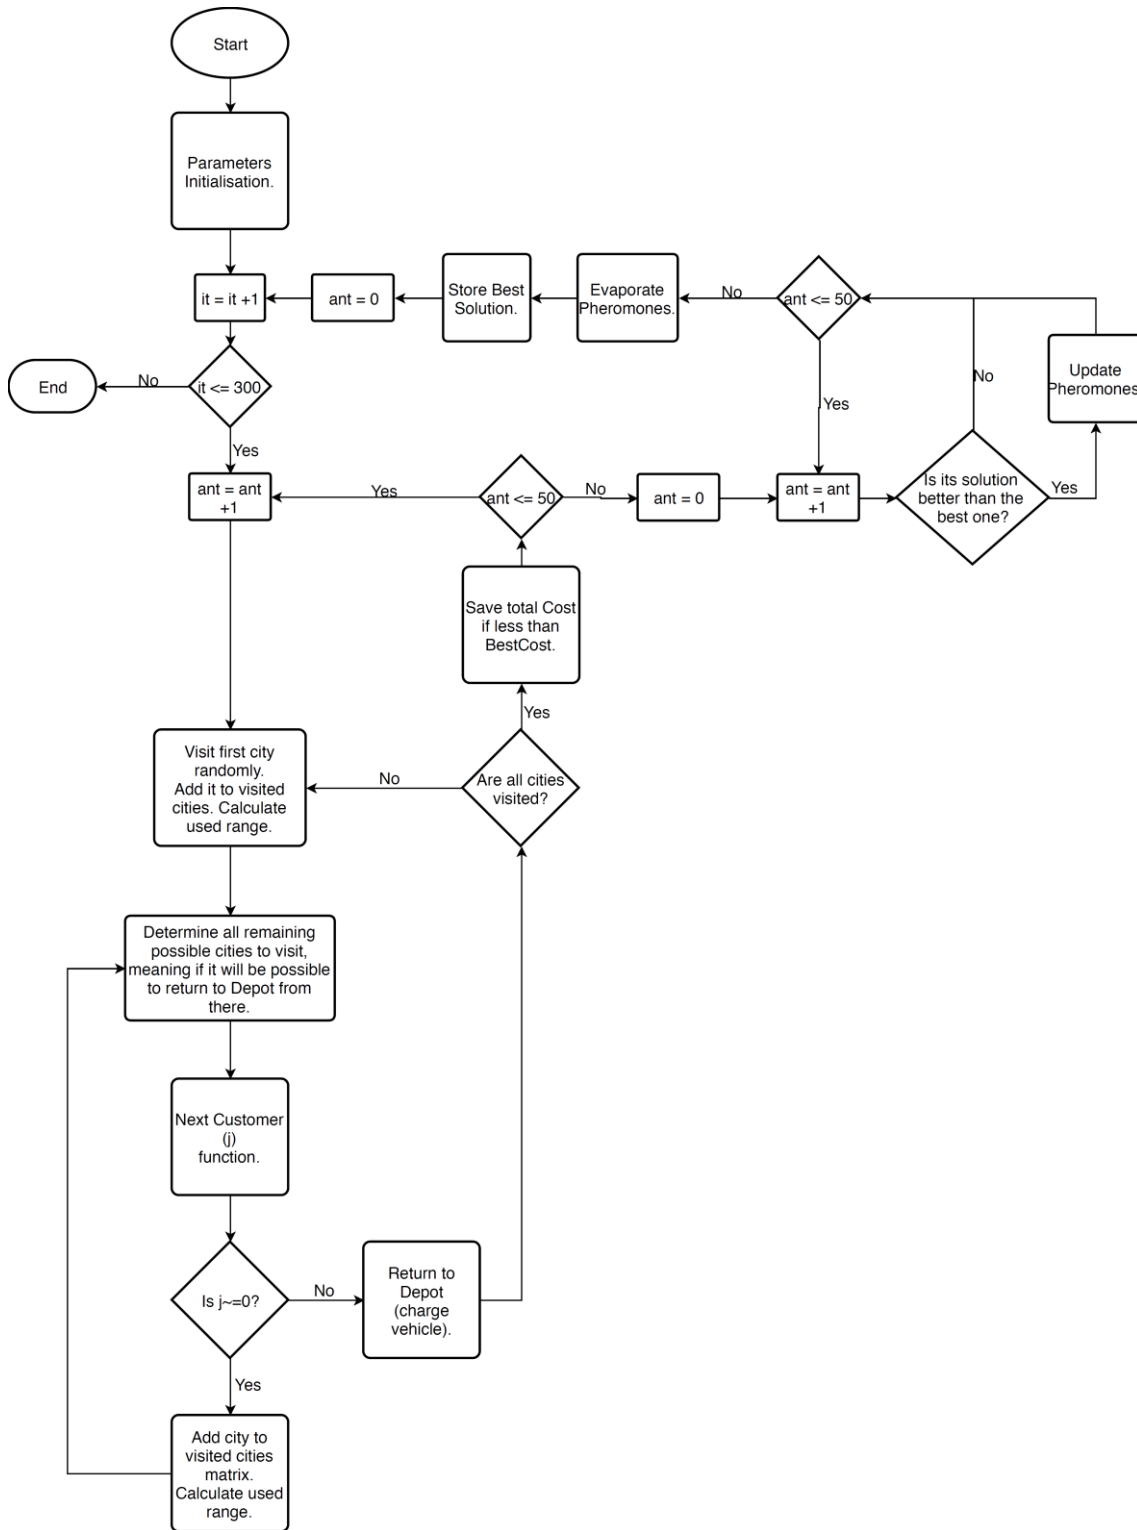 Start
Parameters
Initialisation.
it = it +1
ant = 0
Store Best
Solution.
Evaporate
Pheromones.
No
ant <= 50
End
No
it <= 300
No
Update
Pheromones
Yes
Yes
ant = ant
+1
Yes
ant <= 50
No
ant = 0
ant = ant
+1
Is its solution
better than the
best one?
Yes
Save total Cost
if less than
BestCost.
Yes
Visit first city
randomly.
Add it to visited
cities. Calculate
used range.
No
Are all cities
visited?
Determine all remaining
possible cities to visit,
meaning if it will be possible
to return to Depot from
there.
Next Customer
(j)
function.
Is j~=0?
No
Return to
Depot
(charge
vehicle).
Yes
Add city to
visited cities
matrix.
Calculate used
range.